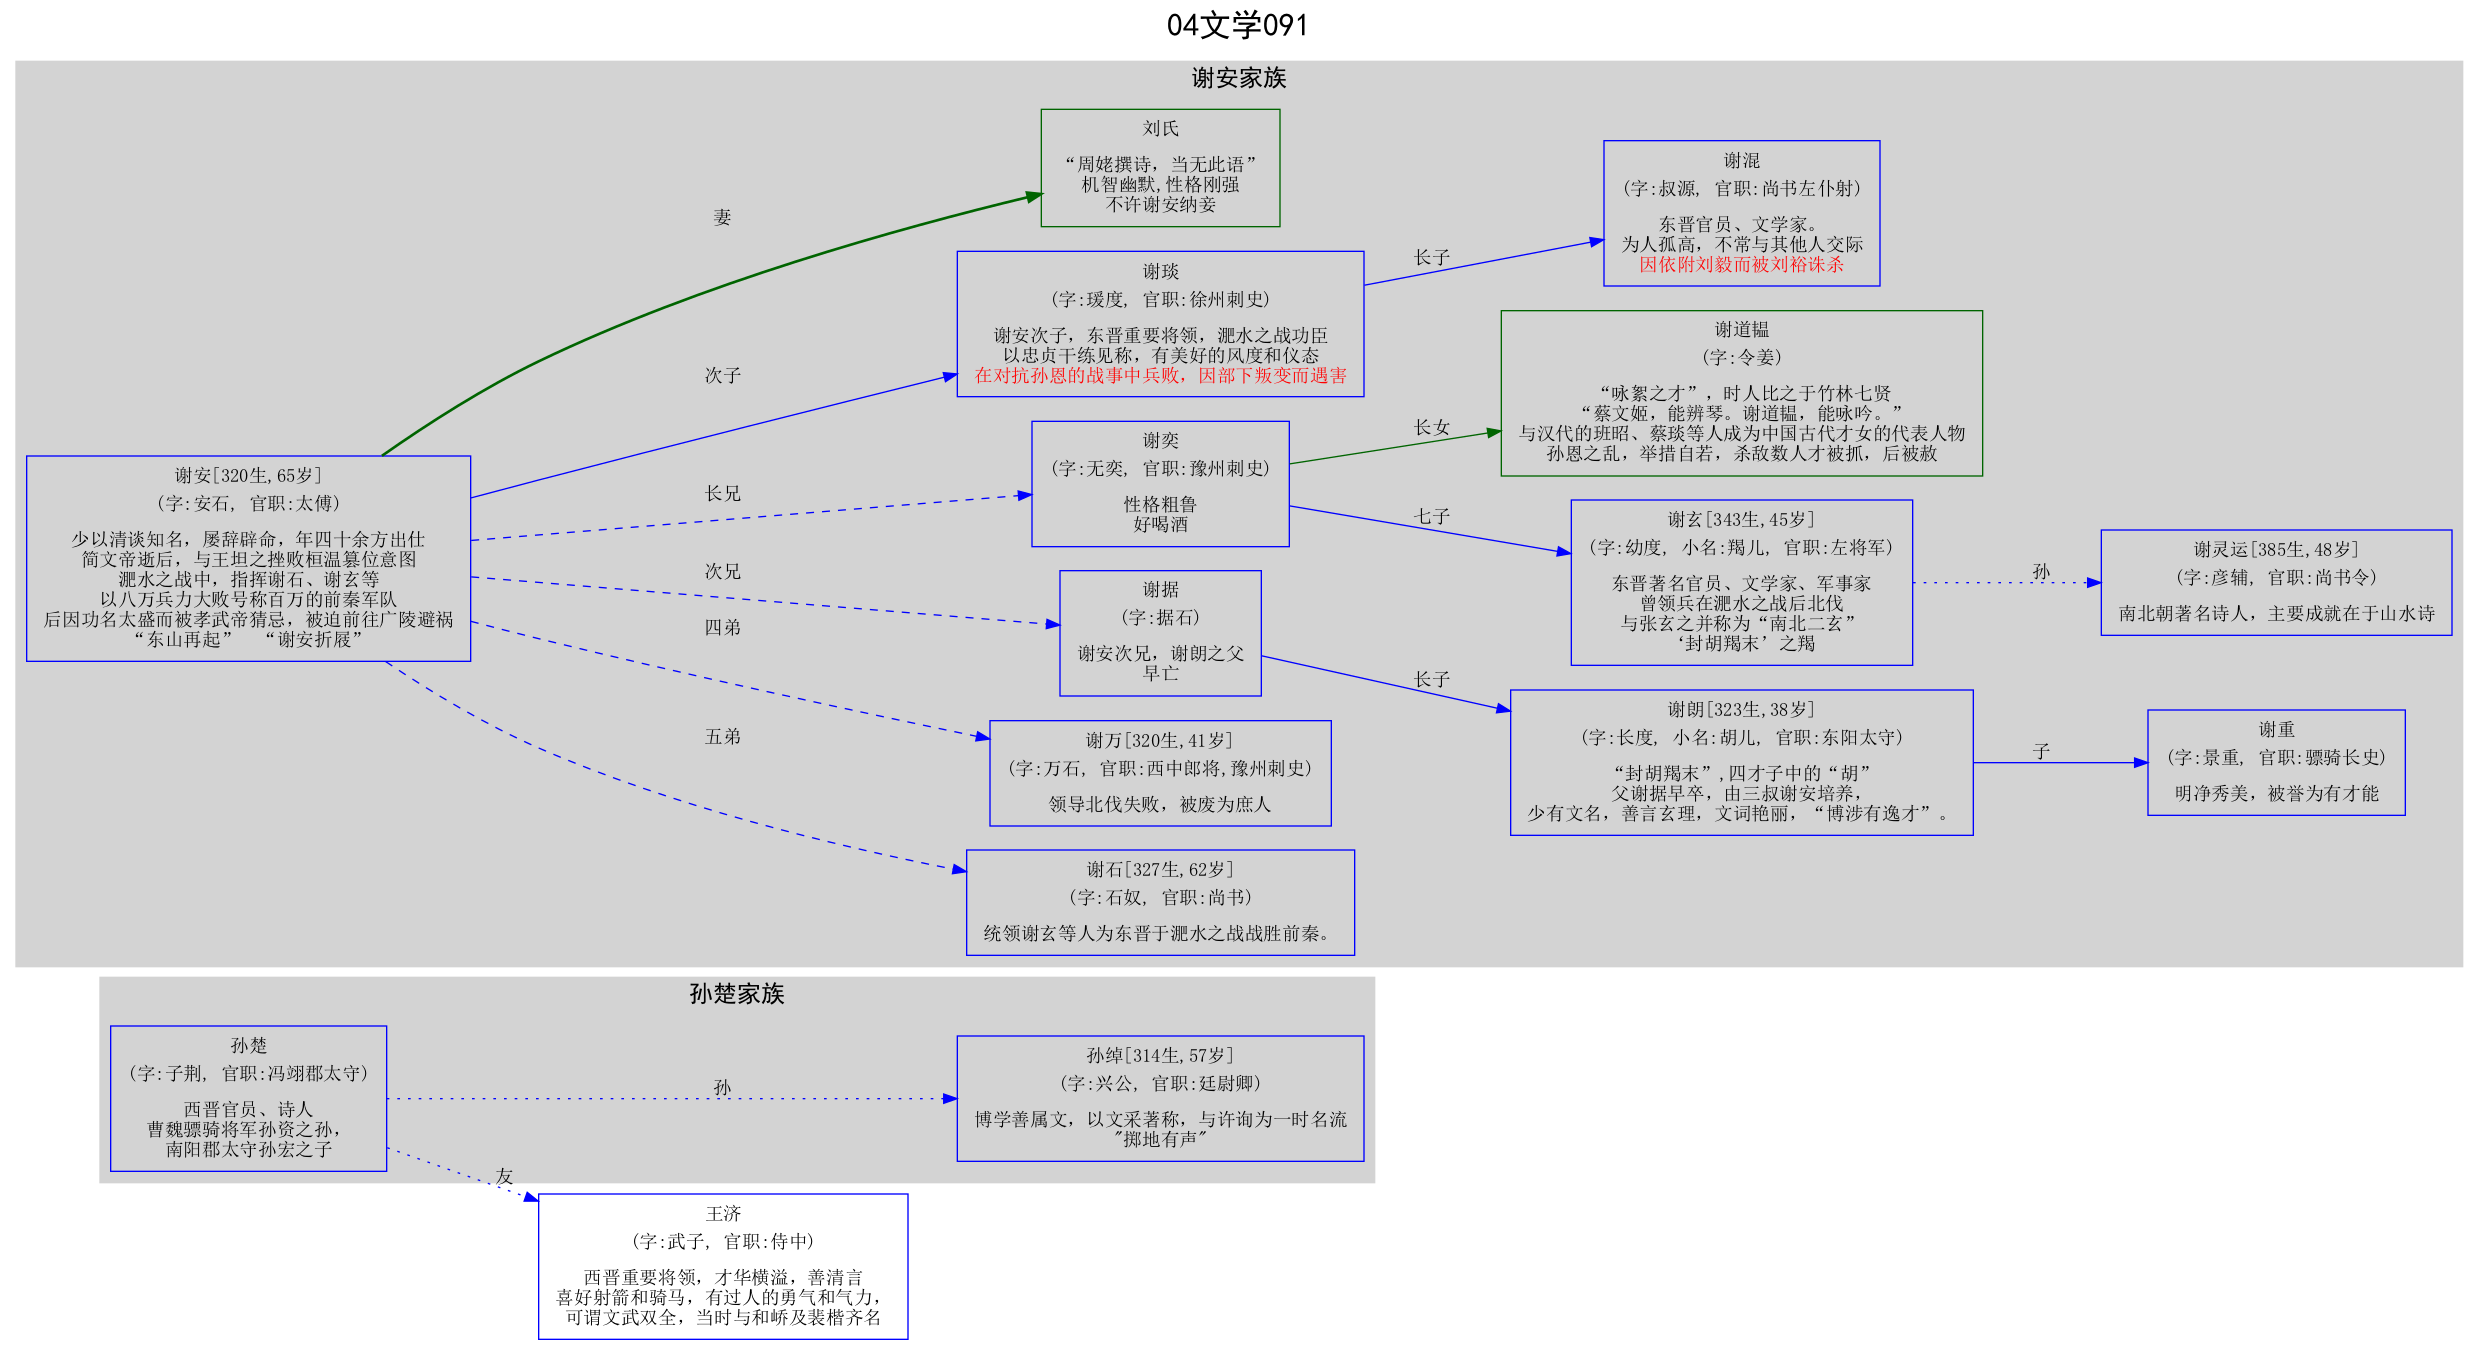 04文学091
谢安家族
刘氏
“周姥撰诗，当无此语”
机智幽默,性格刚强
不许谢安纳妾
妻
谢琰
(字:瑗度, 官职:徐州刺史)
谢安次子，东晋重要将领，淝水之战功臣
以忠贞干练见称，有美好的风度和仪态
在对抗孙恩的战事中兵败，因部下叛变而遇害
次子
谢混
(字:叔源, 官职:尚书左仆射)
东晋官员、文学家。
为人孤高，不常与其他人交际
因依附刘毅而被刘裕诛杀
长子
谢安[320生,65岁]
(字:安石, 官职:太傅)
少以清谈知名，屡辞辟命，年四十余方出仕
简文帝逝后，与王坦之挫败桓温篡位意图
淝水之战中，指挥谢石、谢玄等
以八万兵力大败号称百万的前秦军队
后因功名太盛而被孝武帝猜忌，被迫前往广陵避祸
“东山再起”  “谢安折屐”
长兄
谢奕
(字:无奕, 官职:豫州刺史)
性格粗鲁
好喝酒
长女
谢道韫
(字:令姜)
“咏絮之才”，时人比之于竹林七贤
“蔡文姬，能辨琴。谢道韫，能咏吟。”
与汉代的班昭、蔡琰等人成为中国古代才女的代表人物
孙恩之乱，举措自若，杀敌数人才被抓，后被赦
七子
谢玄[343生,45岁]
(字:幼度, 小名:羯儿, 官职:左将军)
东晋著名官员、文学家、军事家
曾领兵在淝水之战后北伐
与张玄之并称为“南北二玄”
‘封胡羯末’之羯
孙
谢灵运[385生,48岁]
(字:彦辅, 官职:尚书令)
南北朝著名诗人，主要成就在于山水诗
次兄
谢据
(字:据石)
谢安次兄，谢朗之父
早亡
长子
谢朗[323生,38岁]
(字:长度, 小名:胡儿, 官职:东阳太守)
“封胡羯末”,四才子中的“胡”
父谢据早卒，由三叔谢安培养，
少有文名，善言玄理，文词艳丽，“博涉有逸才”。
子
谢重
(字:景重, 官职:骠骑长史)
明净秀美，被誉为有才能
四弟
谢万[320生,41岁]
(字:万石, 官职:西中郎将,豫州刺史)
领导北伐失败，被废为庶人
五弟
谢石[327生,62岁]
(字:石奴, 官职:尚书)
统领谢玄等人为东晋于淝水之战战胜前秦。
孙楚家族
孙楚
(字:子荆, 官职:冯翊郡太守)
西晋官员、诗人
曹魏骠骑将军孙资之孙，
南阳郡太守孙宏之子
孙
孙绰[314生,57岁]
(字:兴公, 官职:廷尉卿)
博学善属文，以文采著称，与许询为一时名流
"掷地有声"
友
王济
(字:武子, 官职:侍中)
西晋重要将领，才华横溢，善清言
喜好射箭和骑马，有过人的勇气和气力，
可谓文武双全，当时与和峤及裴楷齐名